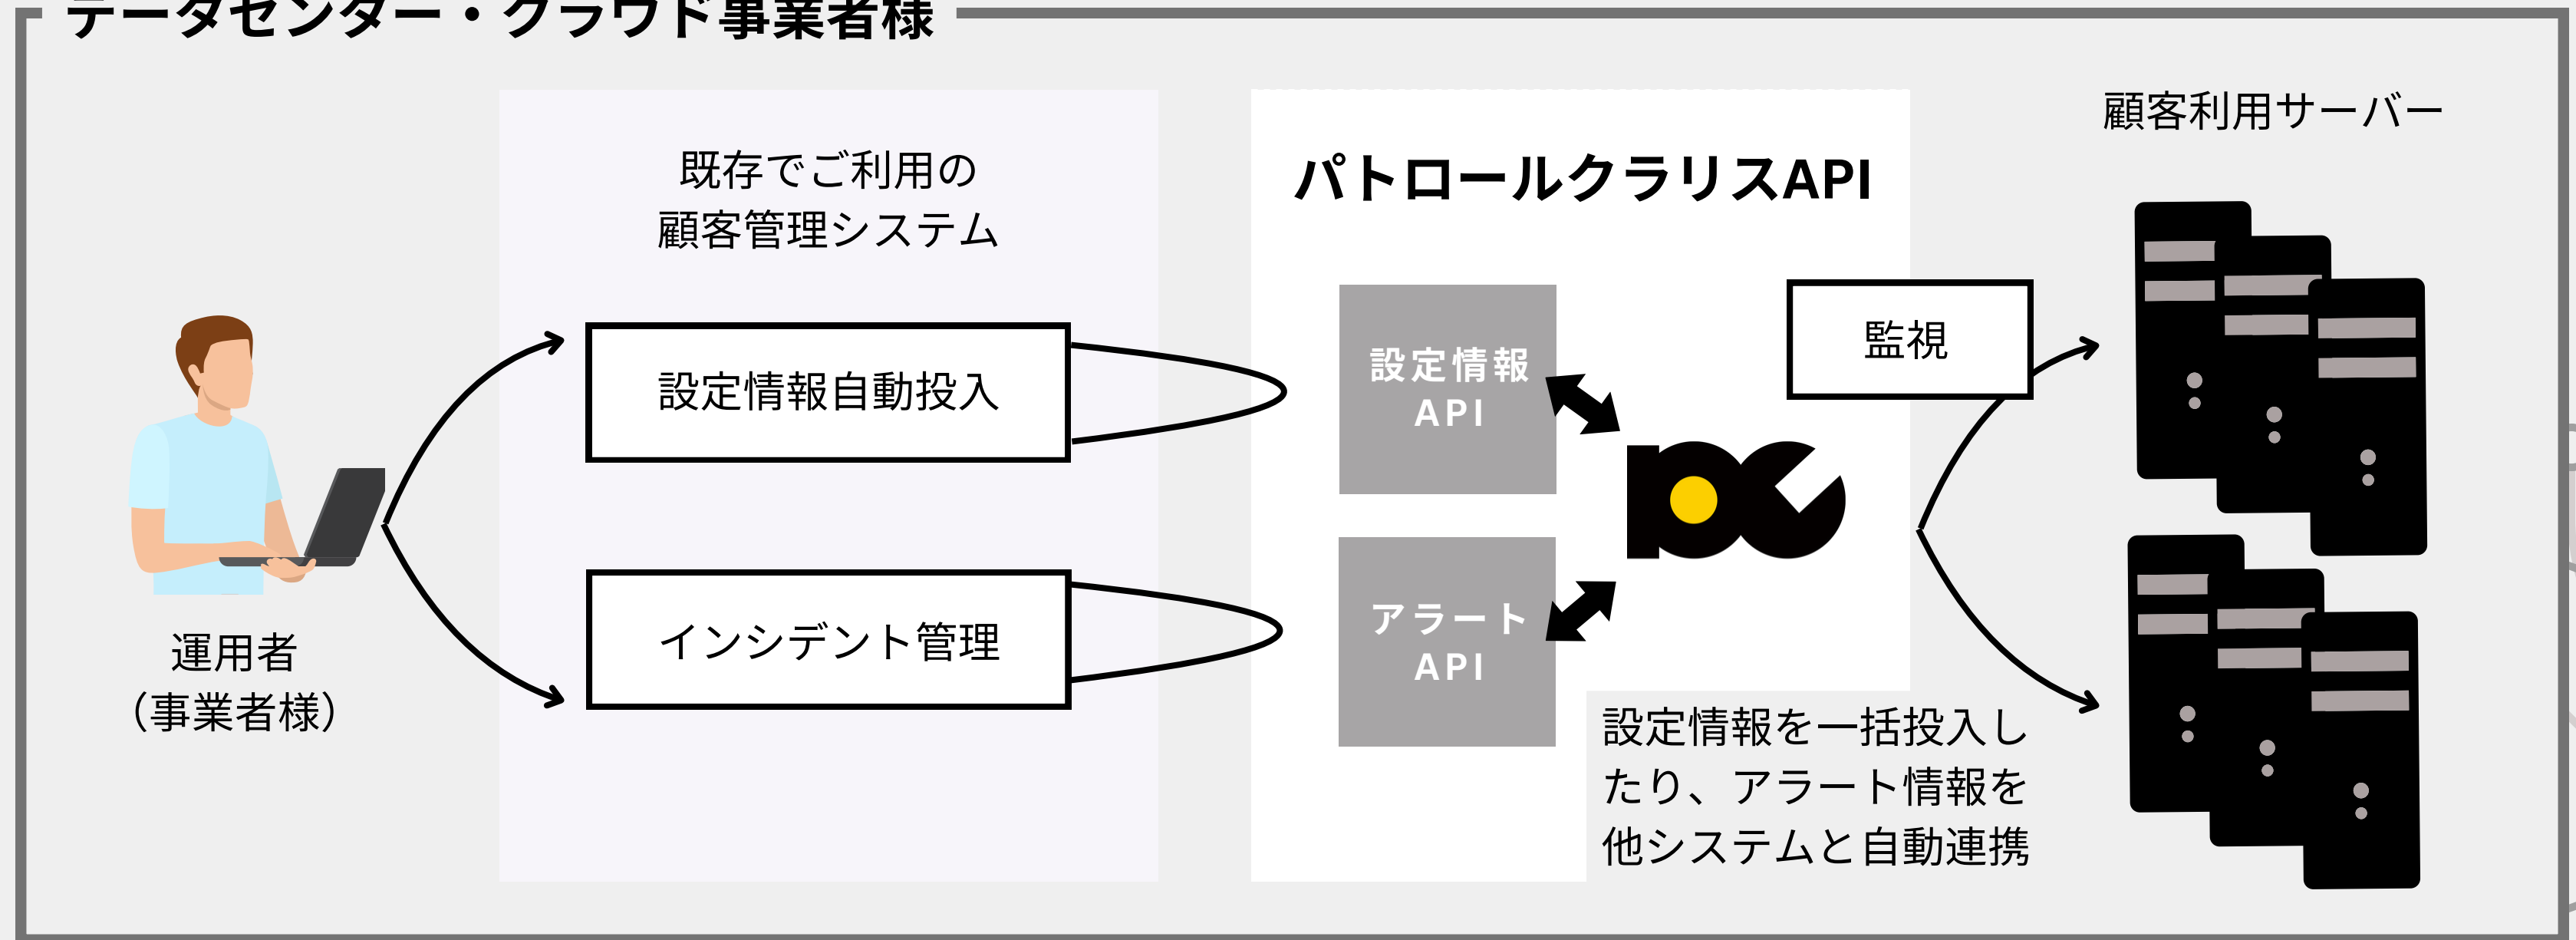 データセンター・クラウド事業者様
顧客利用サーバー
既存でご利用の
顧客管理システム
パトロールクラリスAPI
設定情報自動投入
設定情報
API
監視
インシデント管理
アラート
API
運用者
（事業者様）
設定情報を一括投入し
たり、アラート情報を
他システムと自動連携